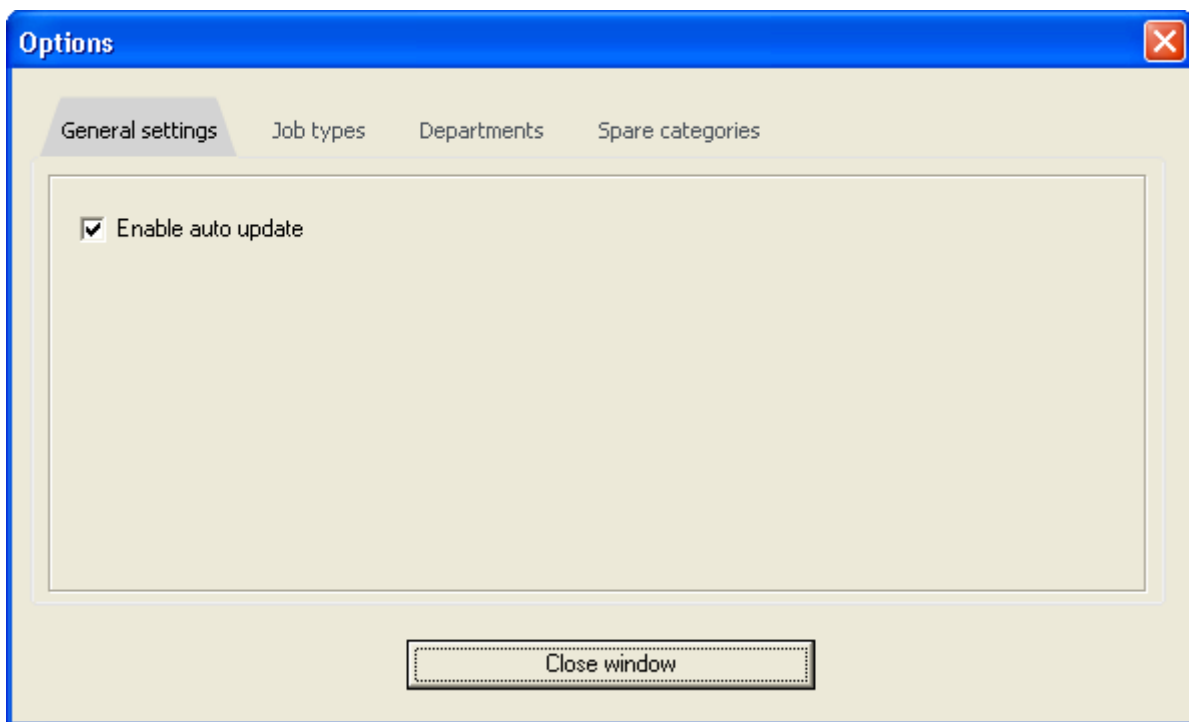 Options
General settings Job types Departments Spare categories
Enable auto update
Close window